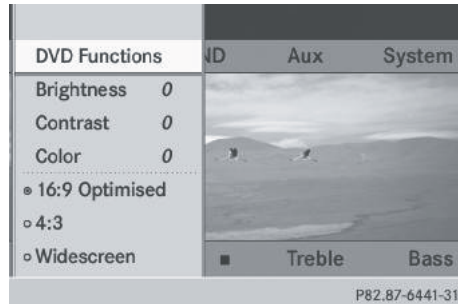 DVD Functions
ND Aux System
Brightness 0
Contrast 0
Color 0
16:9 Optimised
4:3
Widescreen
Treble Bass
P82.87-6441-31